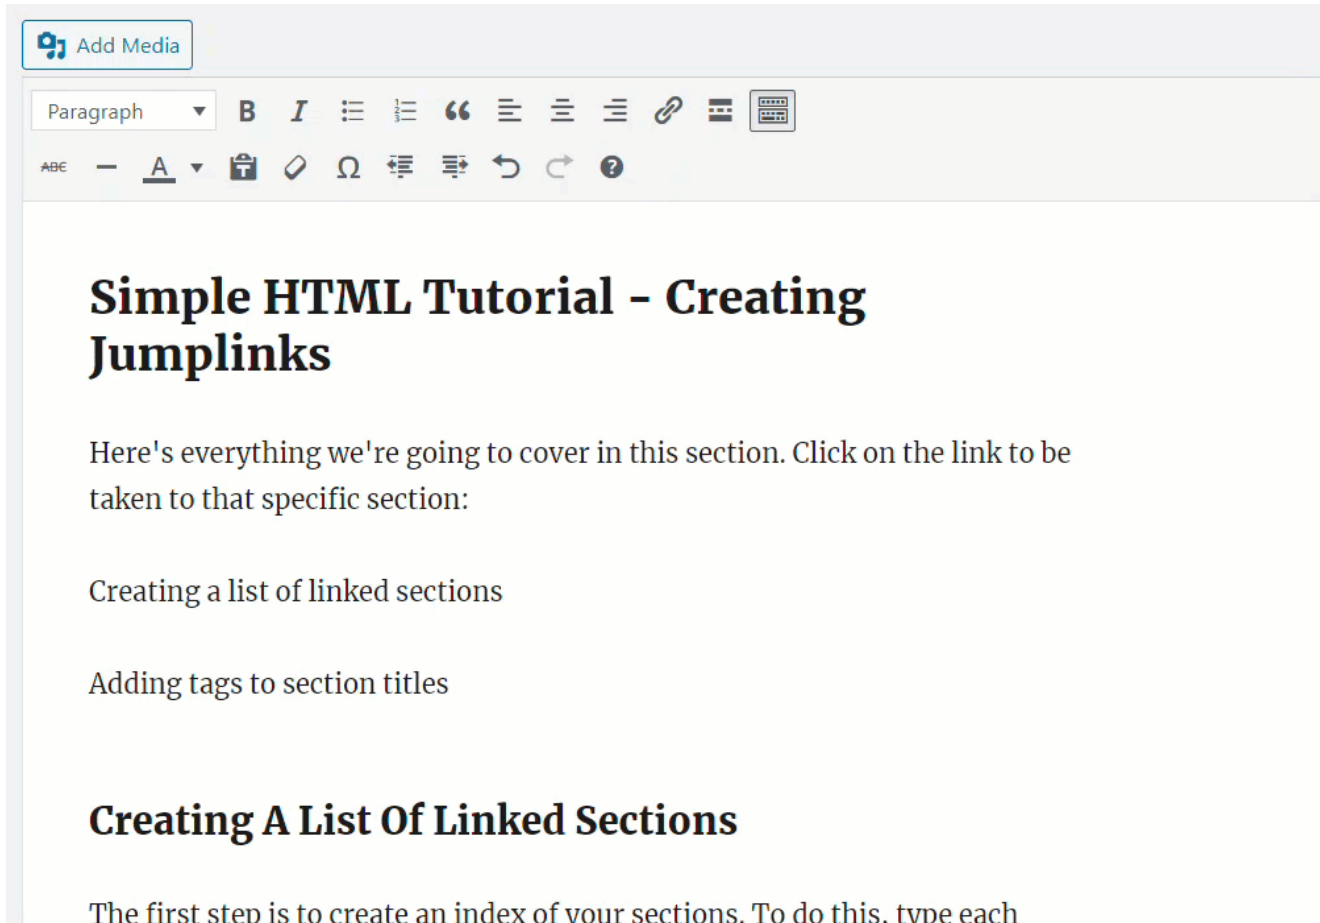 Add Media
Paragraph
ABC
Simple HTML Tutorial - Creating
Jumplinks
Here's everything we're going to cover in this section. Click on the link to be
taken to that specific section:
Creating a list of linked sections
Adding tags to section titles
Creating A List Of Linked Sections
The first step is to create an index of your sections. To do this, type each